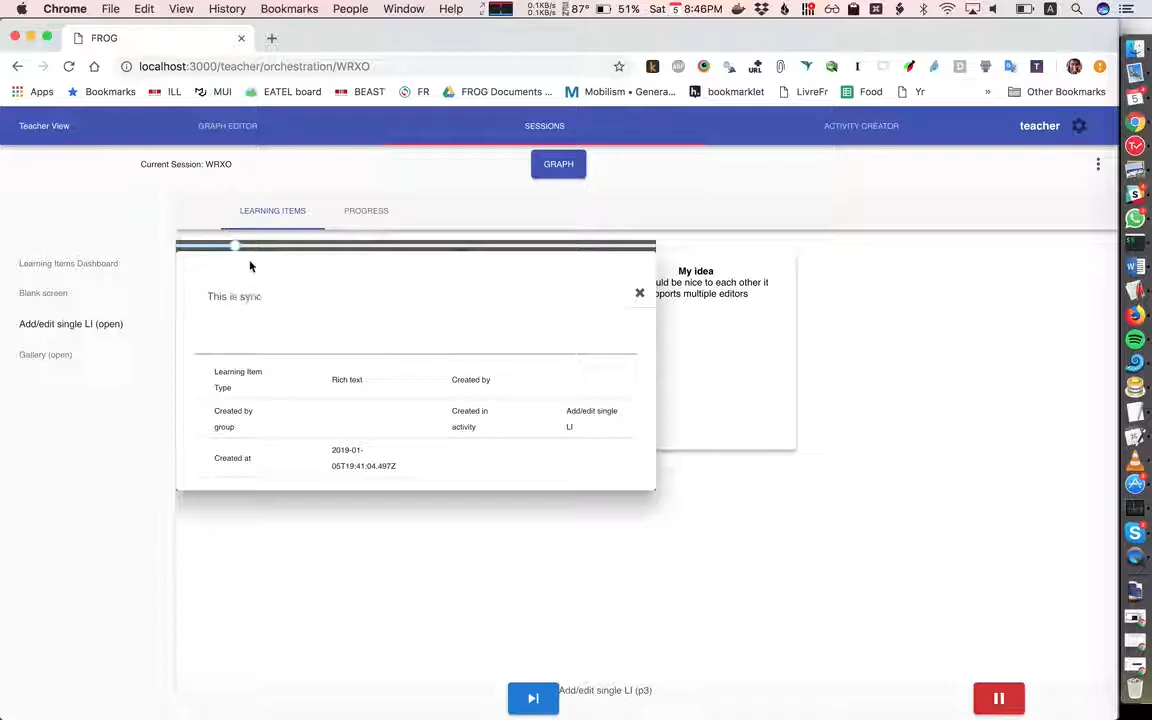 Chrome File Edit View History Bookmarks People Window Help 0.1KB/s 0.1KB/s 87° 51% Sat 5 8:46PM
FROG
localhost:3000/teacher/orchestration/WRXO
Apps Bookmarks ILL MUI EATEL board BEAST FR FROG Documents ... Mobilism - Genera... bookmarklet LivreFr Food Yr » Other Bookmarks
Teacher View GRAPH EDITOR SESSIONS ACTIVITY CREATOR teacher
Current Session: WRXO GRAPH
LEARNING ITEMS PROGRESS
Learning Items Dashboard
Blank screen
Add/edit single LI (open)
Gallery (open)
This is sync
My idea
uld be nice to each other it
pports multiple editors
Learning Item
Type
Rich text
Created by
Created by
group
Created in
activity
Add/edit single
LI
Created at
2019-01-
05T19:41:04.497Z
Add/edit single LI (p3)